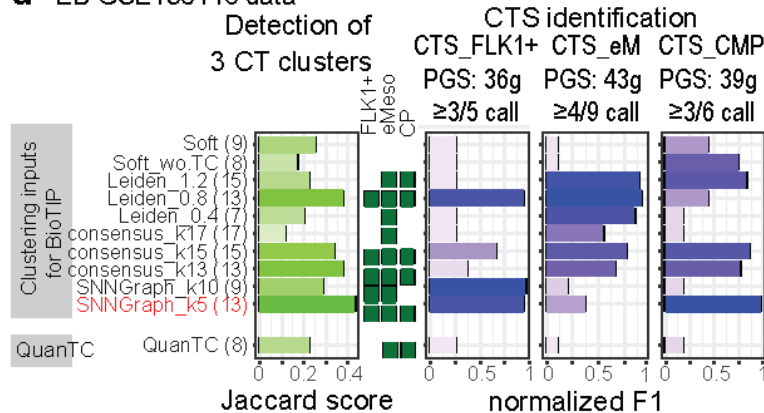 EB GSE130146 data
Detection of
3 CT clusters
CTS identification
CTS_FLK1+ CTS_eM CTS_CMP
PGS: 36g PGS: 43g PGS: 39g
≥3/5 call ≥4/9 call ≥3/6 call
FLK1+
eMeso
CP
Clustering inputs
for BioTIP
Soft (9)
Soft_wo.TC (8)
Leiden_1.2 (15)
Leiden_0.8 (13)
Leiden_0.4 (7)
consensus_k17 (17)
consensus_k15 (15)
consensus_k13 (13)
SNNGraph_k10 (9)
SNNGraph_k5 (13)
QuanTC QuanTC (8)
0 0.2 0.4 0 0.5 1 0 0.5 1 0 0.5 1
Jaccard score normalized F1